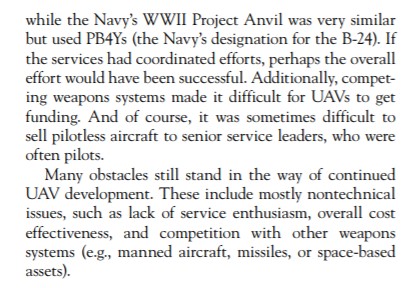 while the Navy's WWII Project Anvil was very similar
but used PB4Ys (the Navy's designation for the B-24). If
the services had coordinated efforts, perhaps the overall
effort would have been successful. Additionally, compet-
ing weapons systems made it difficult for UAVs to get
funding. And of course, it was sometimes difficult to
sell pilotless aircraft to senior service leaders, who were
often pilots.
Many obstacles still stand in the way of continued
UAV development. These include mostly nontechnical
issues, such as lack of service enthusiasm, overall cost
effectiveness, and competition with other weapons
systems (e.g., manned aircraft, missiles, or space-based
assets).